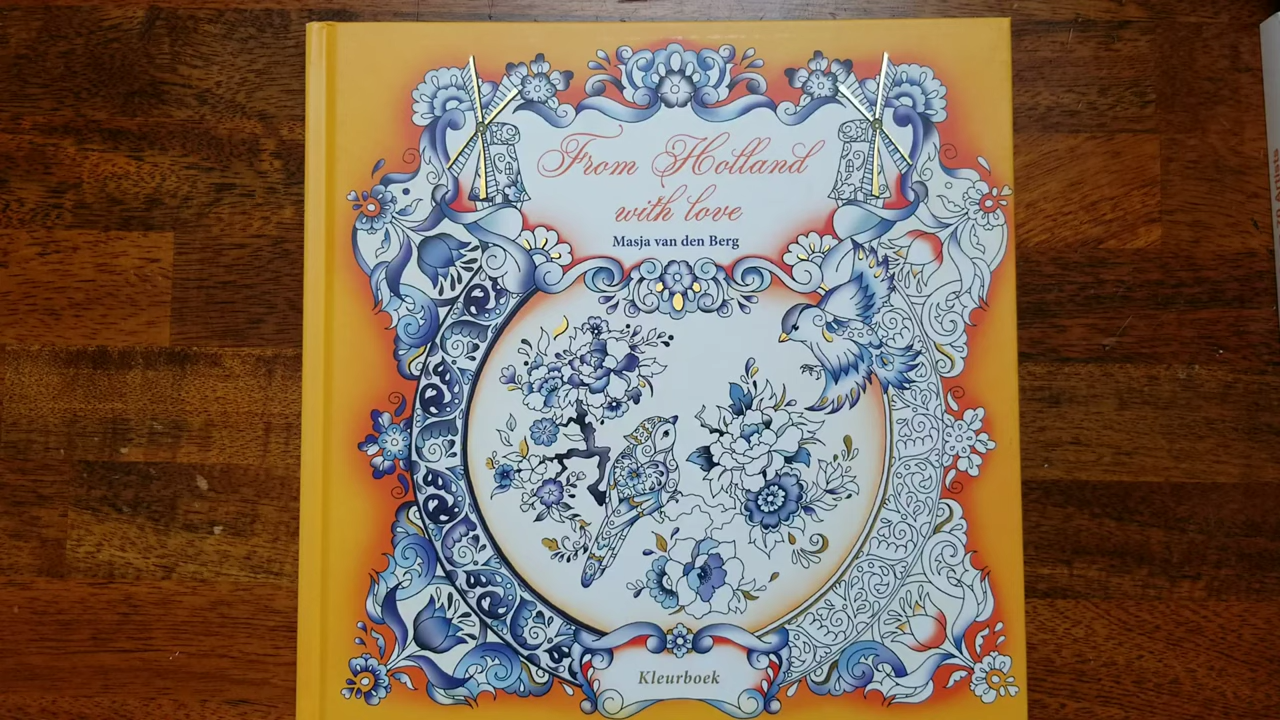 From Holland
with love
Masja van den Berg
Kleurboek